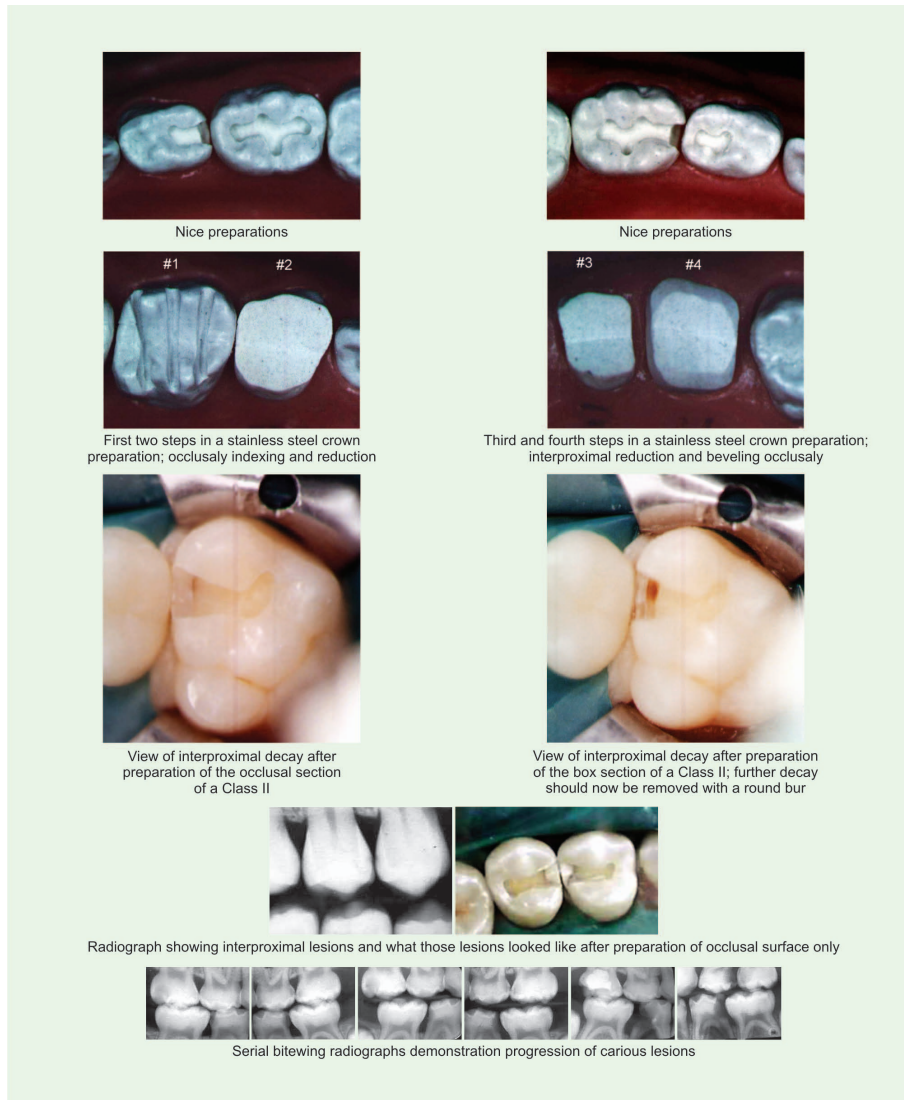 Nice preparations
Nice preparations
#1
#2
#3
#4
First two steps in a stainless steel crown
preparation; occlusaly indexing and reduction
Third and fourth steps in a stainless steel crown preparation;
interproximal reduction and beveling occlusaly
View of interproximal decay after
preparation of the occlusal section
of a Class II
View of interproximal decay after preparation
of the box section of a Class II; further decay
should now be removed with a round bur
Radiograph showing interproximal lesions and what those lesions looked like after preparation of occlusal surface only
Serial bitewing radiographs demonstration progression of carious lesions